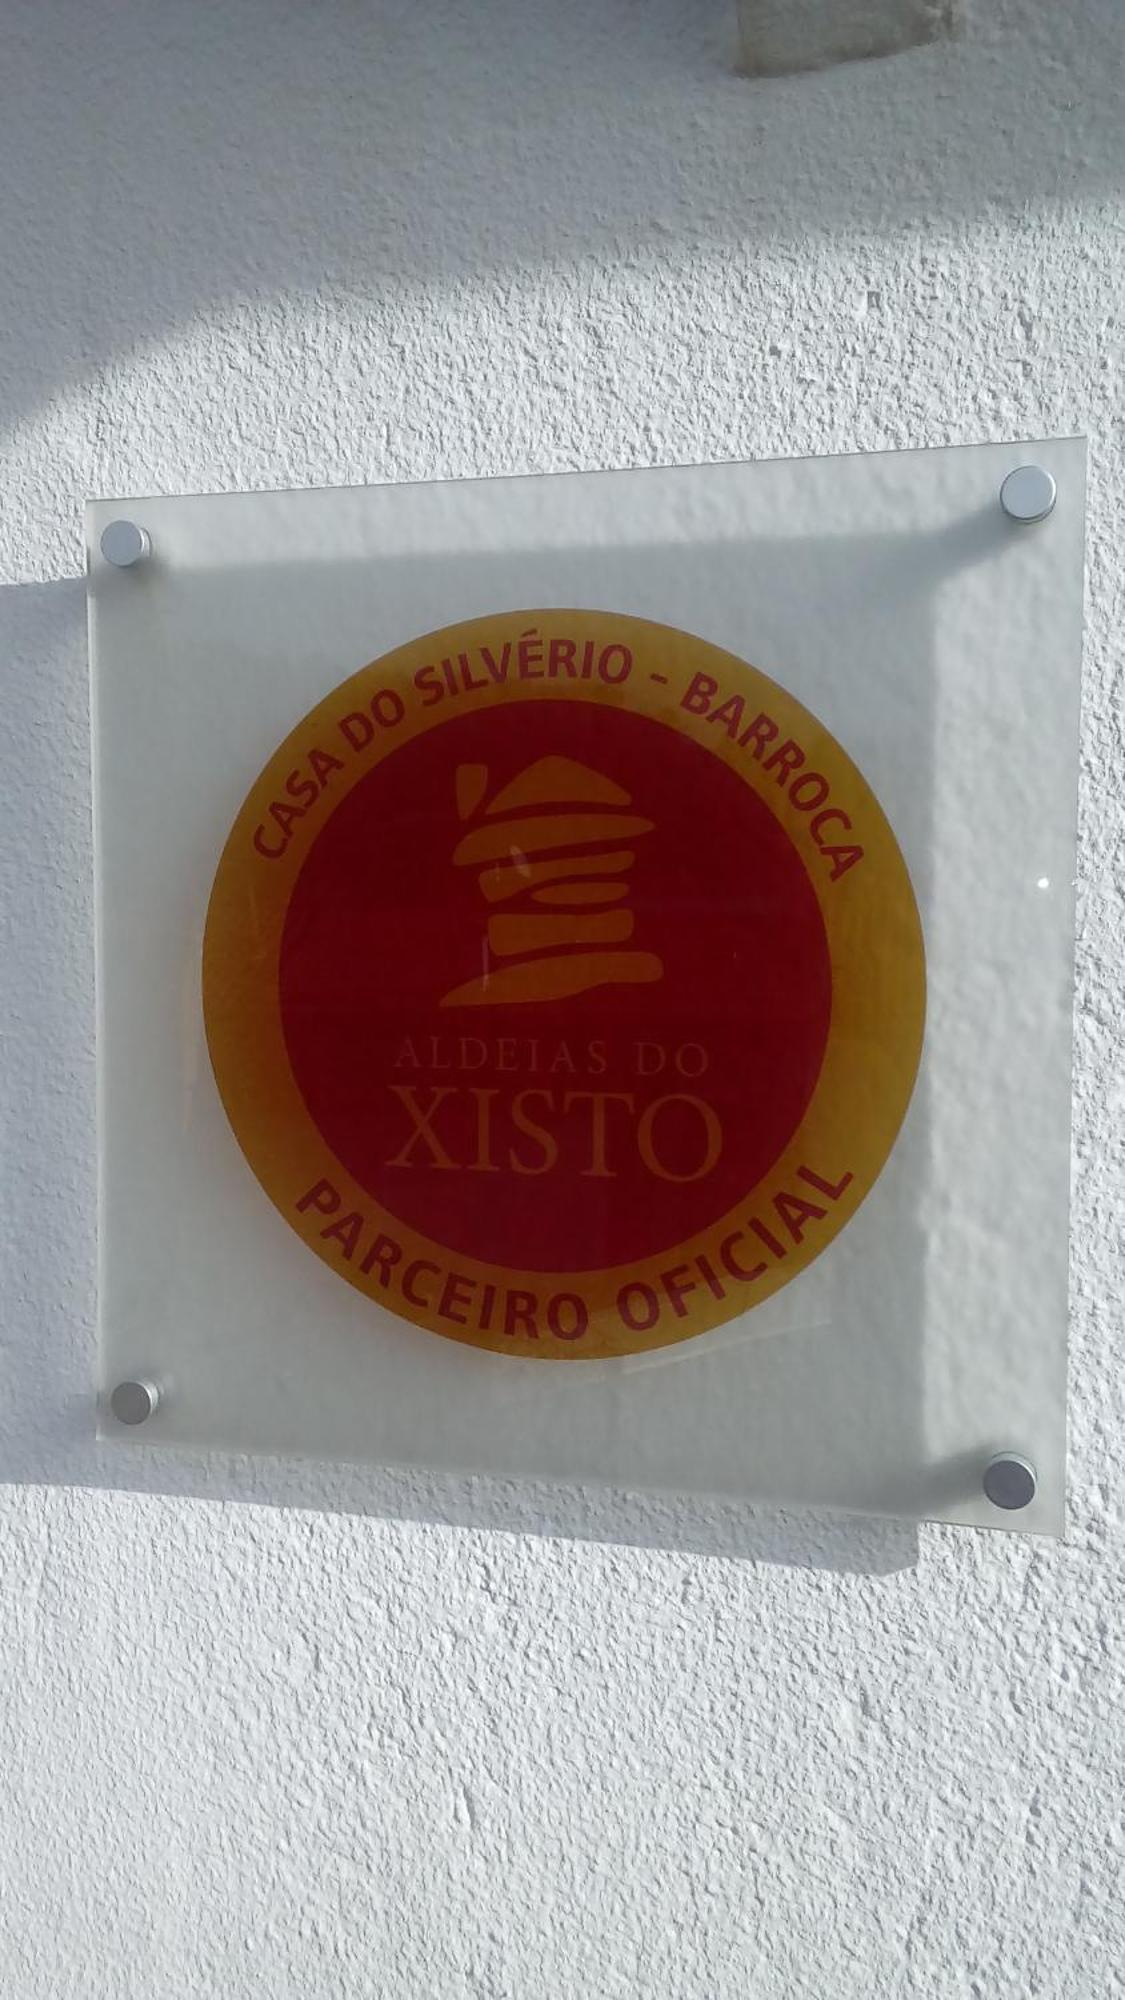 CASA DO SILVÉRIO - BARROCA
ALDEIAS DO
XISTO
PARCEIRO OFICIAL